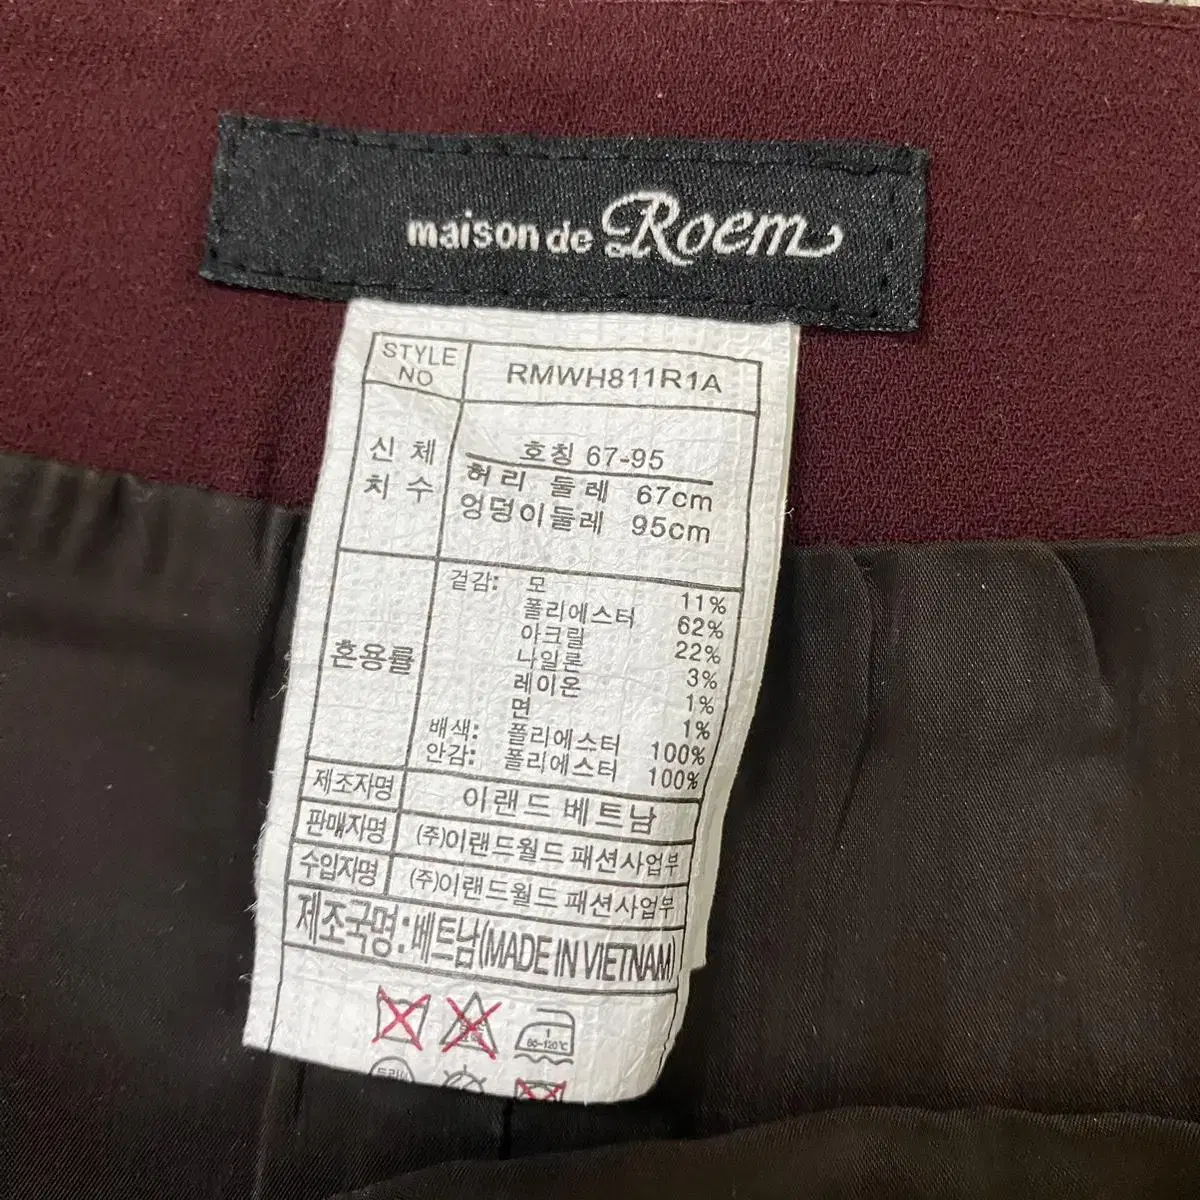 maison de Roem
STYLE NO RMWH811R1A
신체 치수
호칭 67-95
허리 둘레 67cm
엉덩이둘레 95cm
혼용률
겉감: 모 11%
폴리에스터 62%
아크릴 22%
나일론 3%
레이온 1%
면 1%
배색: 폴리에스터 100%
안감: 폴리에스터 100%
제조자명 이랜드 베트남
판매자명 (주)이랜드월드 패션사업부
수입자명 (주)이랜드월드 패션사업부
제조국명:베트남(MADE IN VIETNAM)
1
80-120℃
드라이